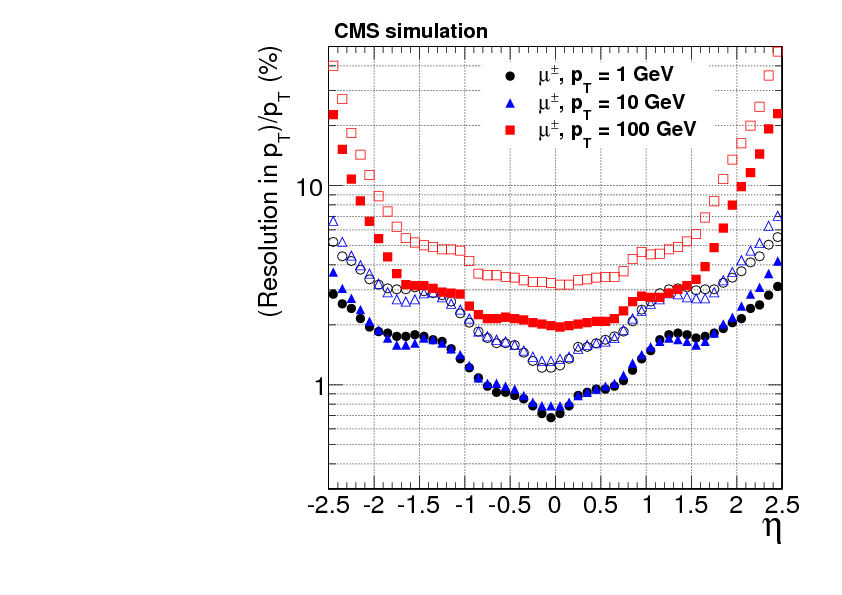 CMS simulation
(Resolution in pT)/pT (%)
μ±, pT = 1 GeV
μ±, pT = 10 GeV
μ±, pT = 100 GeV
10
1
-2.5 -2 -1.5 -1 -0.5 0 0.5 1 1.5 2 2.5
η